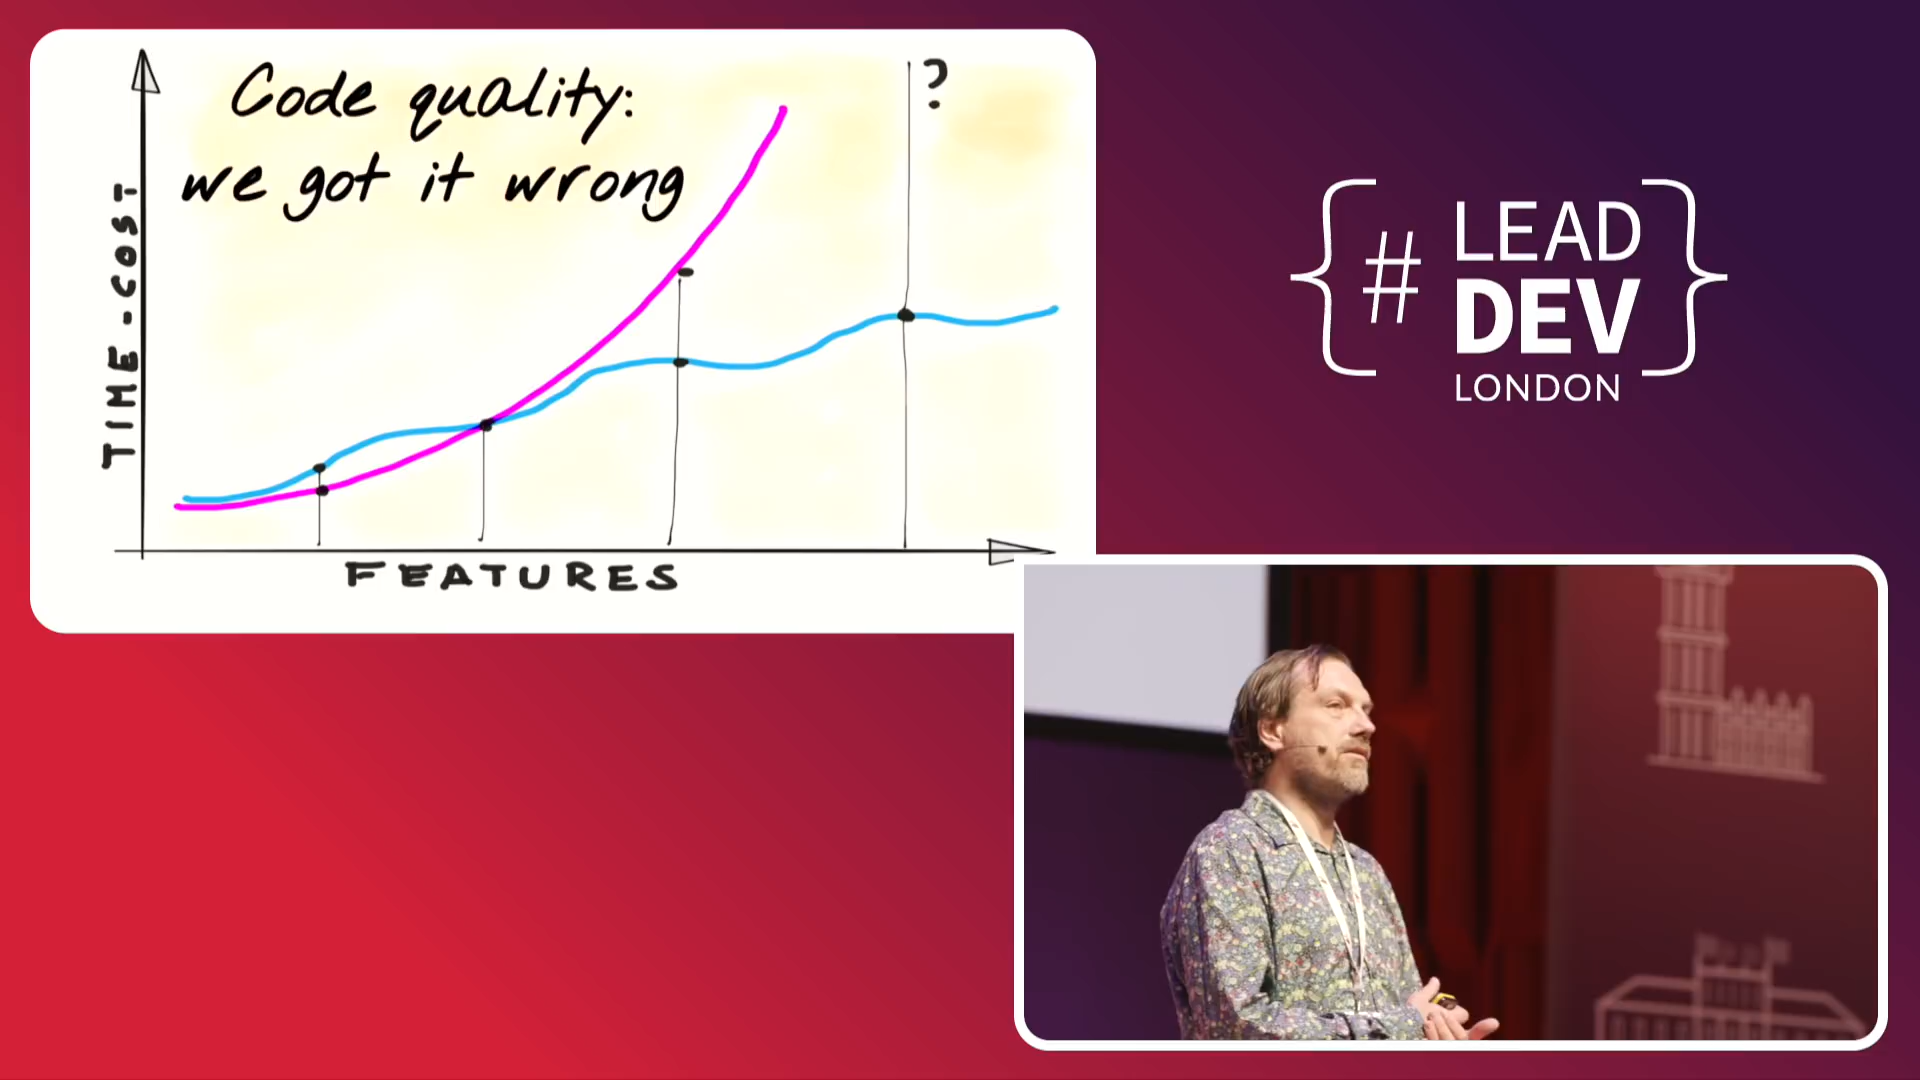 Code quality:
we got it wrong
?
TIME-COST
FEATURES
{# LEAD
DEV}
LONDON